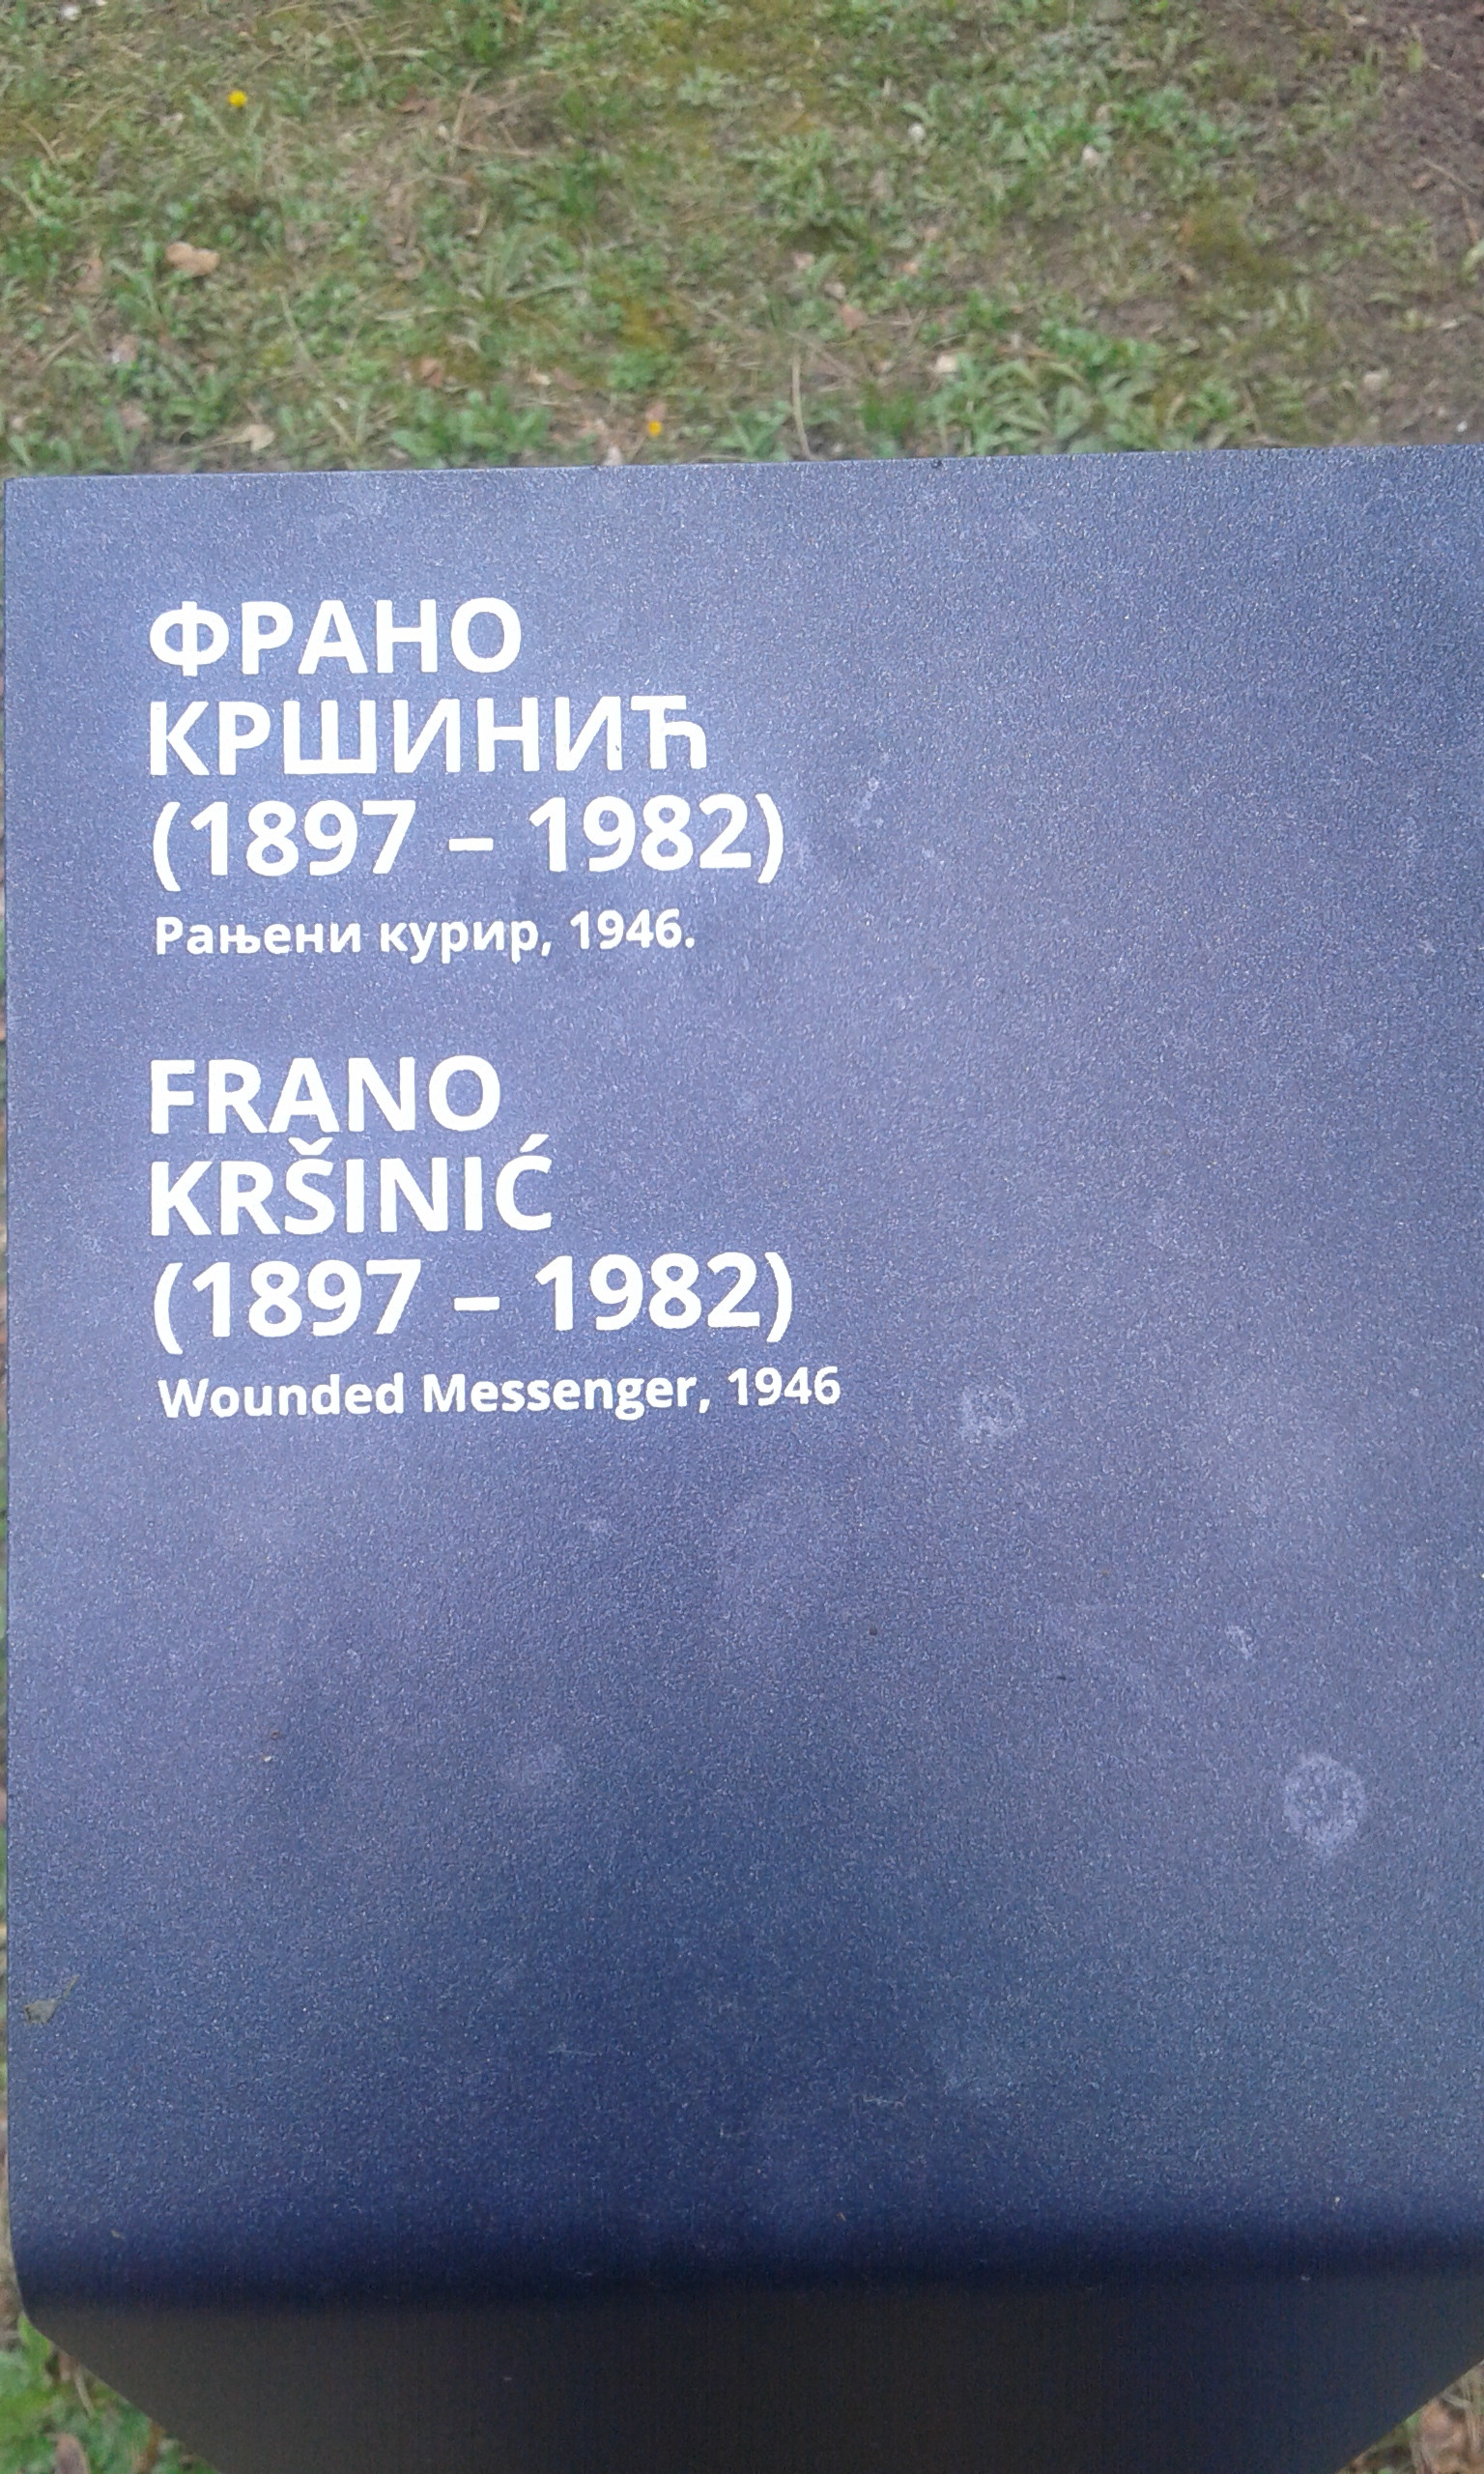 ФРАНО
КРШИНИЋ
(1897 – 1982)
Рањени курир, 1946.
FRANO
KRŠINIĆ
(1897 – 1982)
Wounded Messenger, 1946